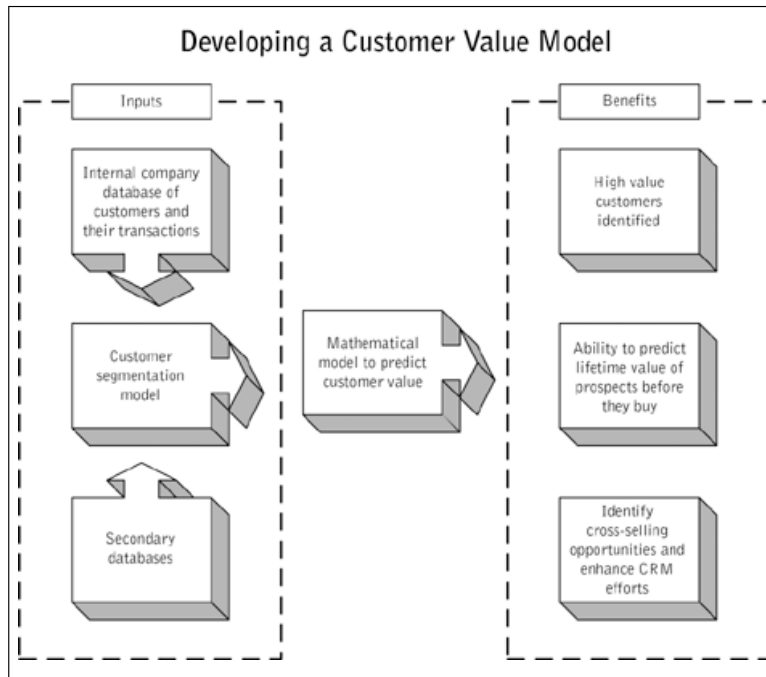 Developing a Customer Value Model
Inputs
Internal company
database of
customers and
their transactions
Customer
segmentation
model
Secondary
databases
Mathematical
model to predict
customer value
Benefits
High value
customers
identified
Ability to predict
lifetime value of
prospects before
they buy
Identify
cross-selling
opportunities and
enhance CRM
efforts